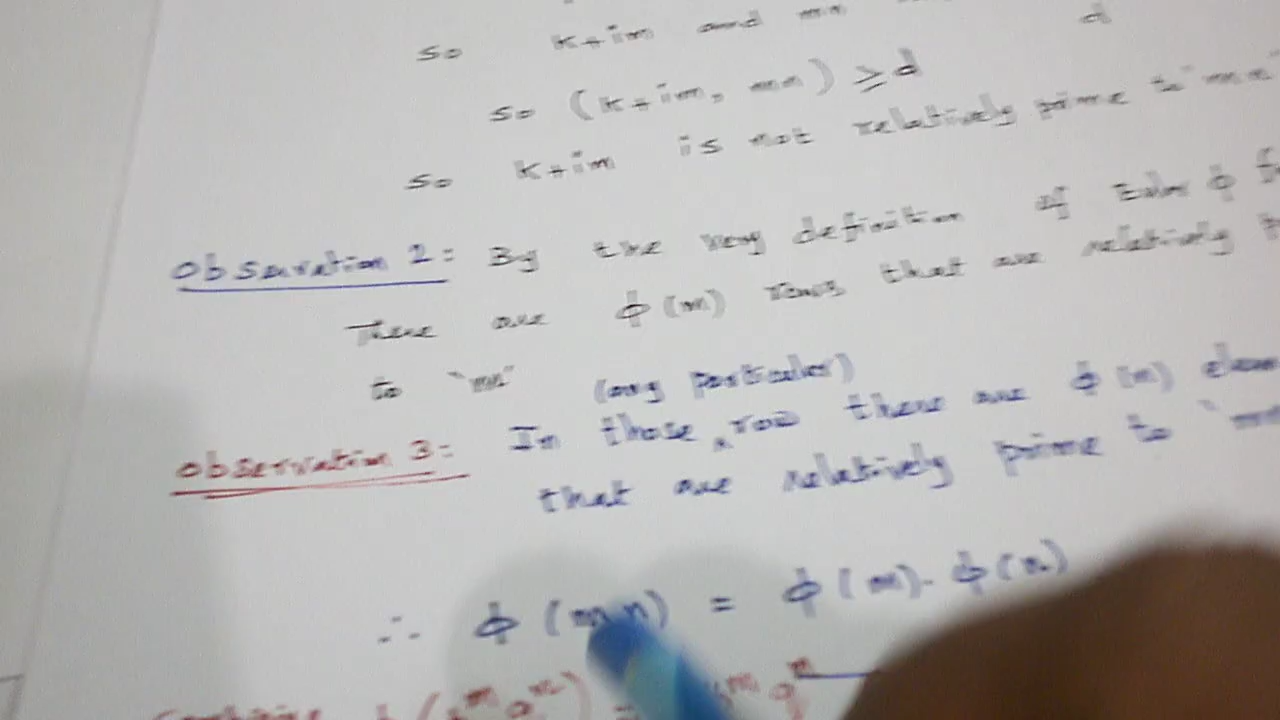 so k+im and mn d
so (k+im, mn) ≥ d
so k+im is not relatively prime to "mn"
Observation 2: By the very definition of Euler ϕ
There are ϕ(m) rows that are relatively
to "m"
(any particular)
Observation 3: In those row there are ϕ(n)
that are relatively prime to
∴ ϕ(mn) = ϕ(m). ϕ(n)